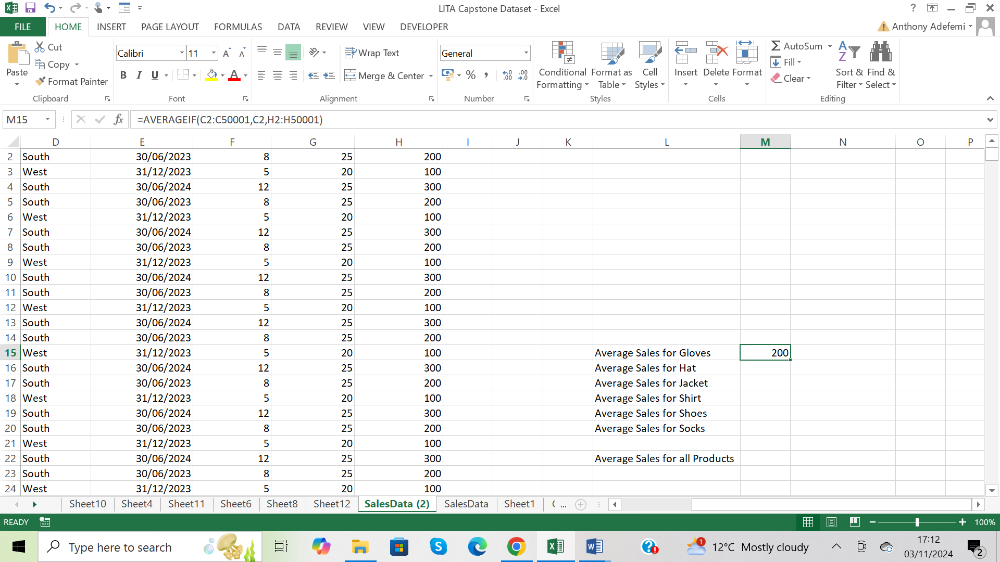 LITA Capstone Dataset - Excel
FILE HOME INSERT PAGE LAYOUT FORMULAS DATA REVIEW VIEW DEVELOPER Anthony Adefemi
Paste
Cut
Copy
Format Painter
Clipboard
Calibri 11
B I U A
Font
Wrap Text
Merge & Center
Alignment
General
%
Number
Conditional Formatting
Format as Table
Cell Styles
Styles
Insert Delete Format
Cells
AutoSum
Fill
Clear
Sort & Filter
Find & Select
Editing
M15 fx =AVERAGEIF(C2:C50001,C2,H2:H50001)
D E F G H I J K L M N O P
2 South 30/06/2023 8 25 200
3 West 31/12/2023 5 20 100
4 South 30/06/2024 12 25 300
5 South 30/06/2023 8 25 200
6 West 31/12/2023 5 20 100
7 South 30/06/2024 12 25 300
8 South 30/06/2023 8 25 200
9 West 31/12/2023 5 20 100
10 South 30/06/2024 12 25 300
11 South 30/06/2023 8 25 200
12 West 31/12/2023 5 20 100
13 South 30/06/2024 12 25 300
14 South 30/06/2023 8 25 200
15 West 31/12/2023 5 20 100 Average Sales for Gloves 200
16 South 30/06/2024 12 25 300 Average Sales for Hat
17 South 30/06/2023 8 25 200 Average Sales for Jacket
18 West 31/12/2023 5 20 100 Average Sales for Shirt
19 South 30/06/2024 12 25 300 Average Sales for Shoes
20 South 30/06/2023 8 25 200 Average Sales for Socks
21 West 31/12/2023 5 20 100
22 South 30/06/2024 12 25 300 Average Sales for all Products
23 South 30/06/2023 8 25 200
24 West 31/12/2023 5 20 100
Sheet10 Sheet4 Sheet11 Sheet6 Sheet8 Sheet12 SalesData (2) SalesData Sheet1 ...
READY 100%
Type here to search 1 12°C Mostly cloudy 17:12
03/11/2024 2